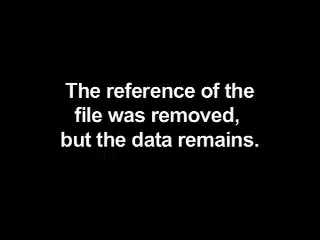 The reference of the
file was removed,
but the data remains.